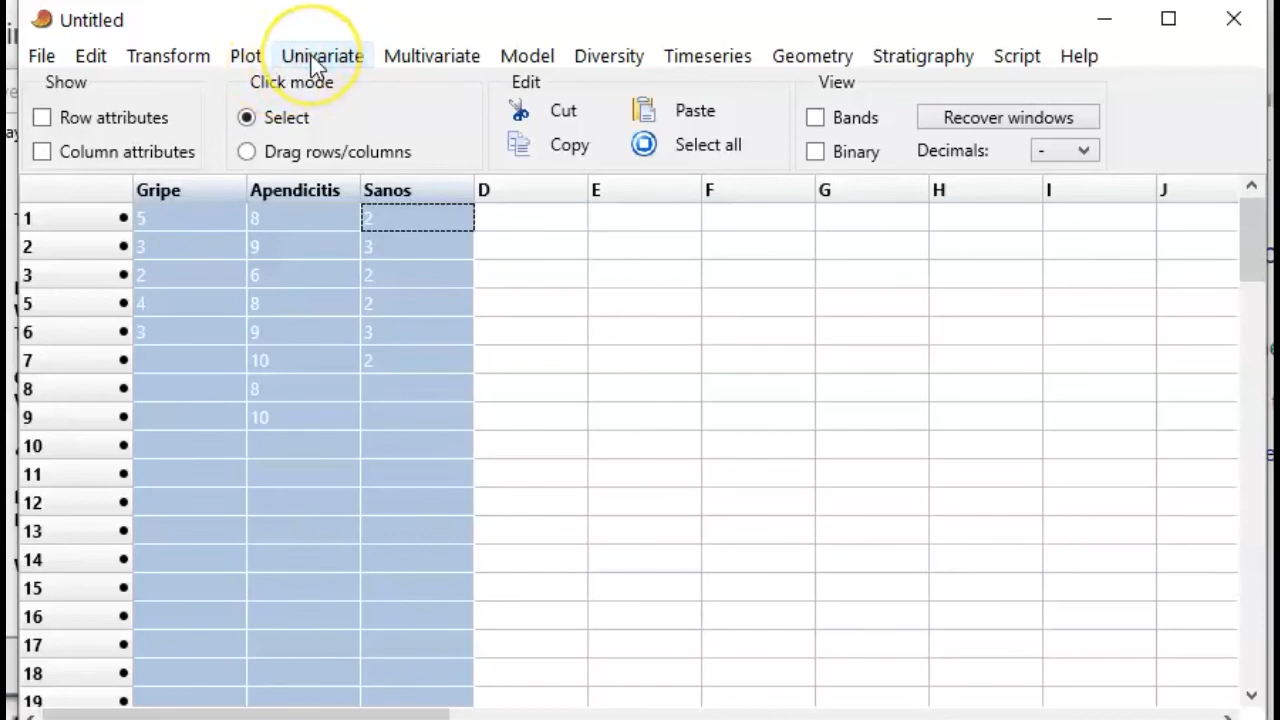 Untitled
File Edit Transform Plot Univariate Multivariate Model Diversity Timeseries Geometry Stratigraphy Script Help
Show Click mode Edit View
Row attributes Select Cut Paste Bands Recover windows
Column attributes Drag rows/columns Copy Select all Binary Decimals: -
Gripe Apendicitis Sanos D E F G H I J
1 • 5 8 2
2 • 3 9 3
3 • 2 6 2
5 • 4 8 2
6 • 3 9 3
7 • 10 2
8 • 8
9 • 10
10 •
11 •
12 •
13 •
14 •
15 •
16 •
17 •
18 •
19 •